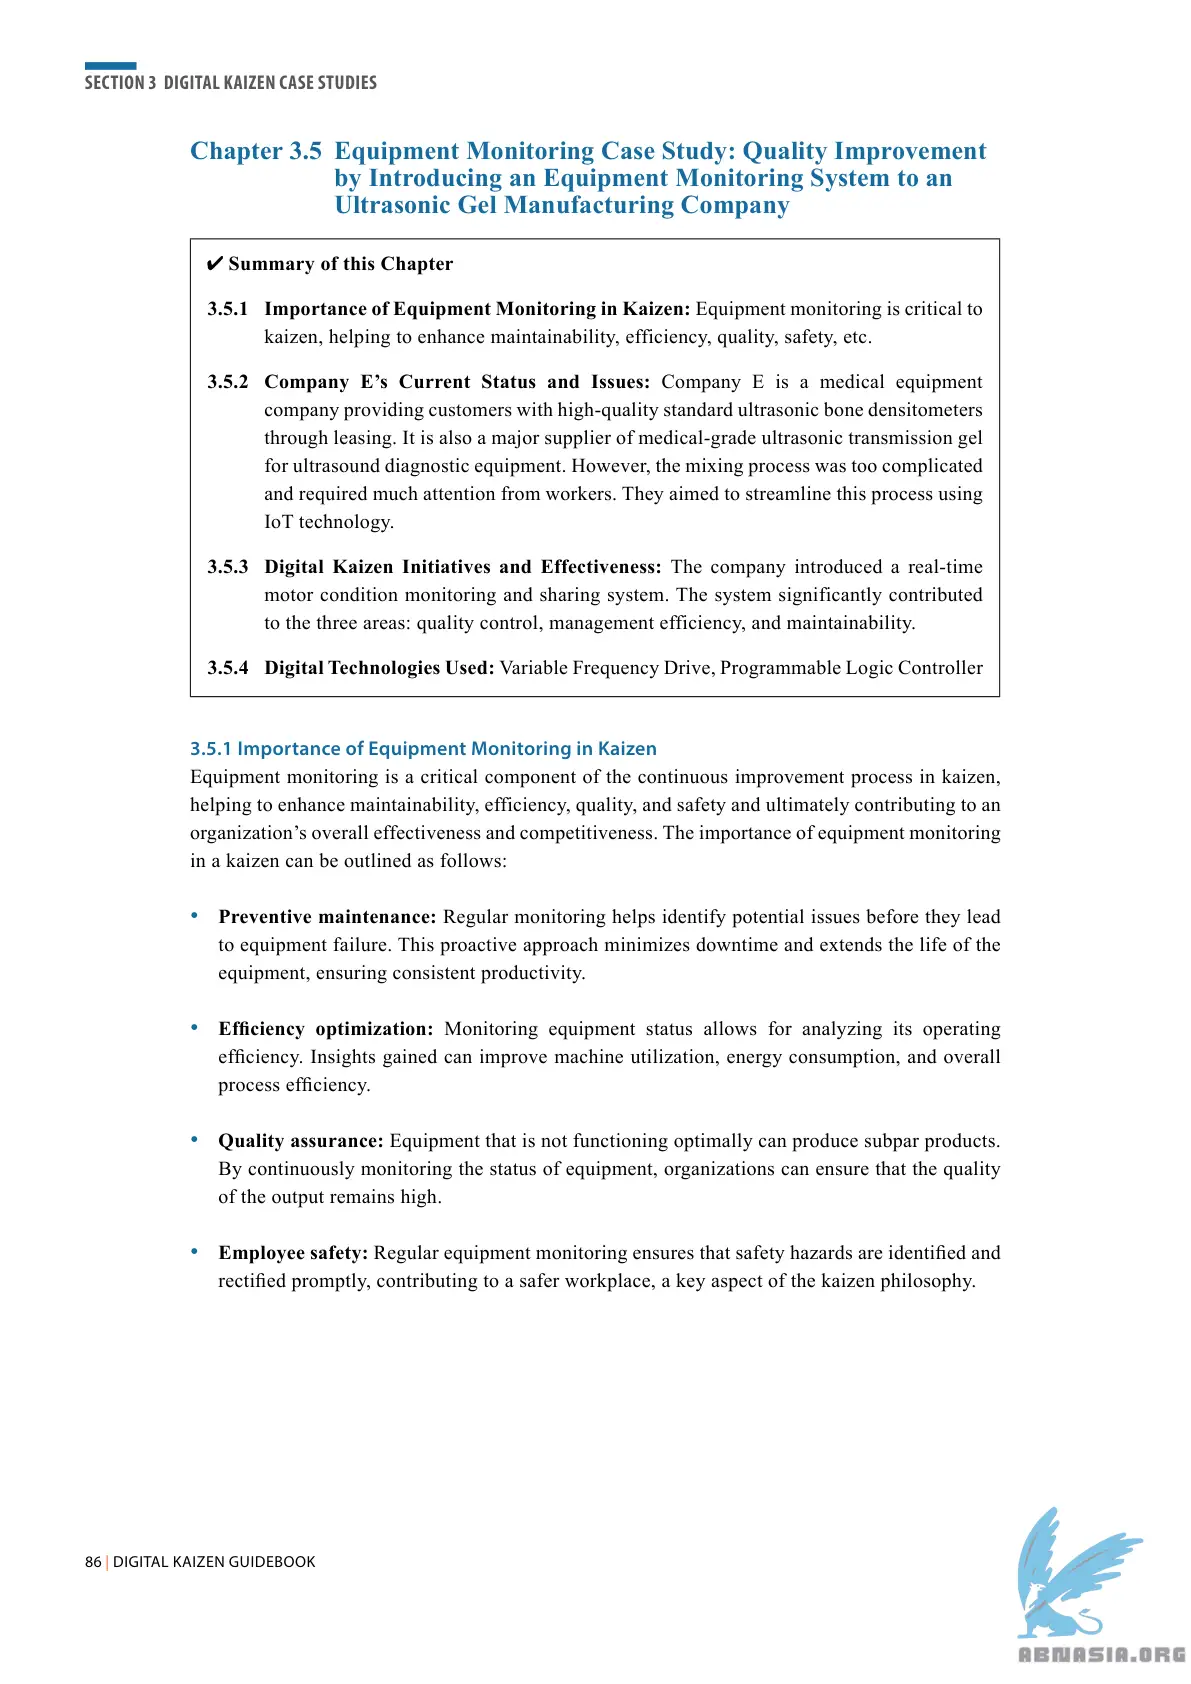 SECTION 3 DIGITAL KAIZEN CASE STUDIES
Chapter 3.5 Equipment Monitoring Case Study: Quality Improvement
by Introducing an Equipment Monitoring System to an
Ultrasonic Gel Manufacturing Company
✔ Summary of this Chapter
3.5.1 Importance of Equipment Monitoring in Kaizen: Equipment monitoring is critical to
kaizen, helping to enhance maintainability, efficiency, quality, safety, etc.
3.5.2 Company E’s Current Status and Issues: Company E is a medical equipment
company providing customers with high-quality standard ultrasonic bone densitometers
through leasing. It is also a major supplier of medical-grade ultrasonic transmission gel
for ultrasound diagnostic equipment. However, the mixing process was too complicated
and required much attention from workers. They aimed to streamline this process using
IoT technology.
3.5.3 Digital Kaizen Initiatives and Effectiveness: The company introduced a real-time
motor condition monitoring and sharing system. The system significantly contributed
to the three areas: quality control, management efficiency, and maintainability.
3.5.4 Digital Technologies Used: Variable Frequency Drive, Programmable Logic Controller
3.5.1 Importance of Equipment Monitoring in Kaizen
Equipment monitoring is a critical component of the continuous improvement process in kaizen,
helping to enhance maintainability, efficiency, quality, and safety and ultimately contributing to an
organization’s overall effectiveness and competitiveness. The importance of equipment monitoring
in a kaizen can be outlined as follows:
• Preventive maintenance: Regular monitoring helps identify potential issues before they lead
to equipment failure. This proactive approach minimizes downtime and extends the life of the
equipment, ensuring consistent productivity.
• Efficiency optimization: Monitoring equipment status allows for analyzing its operating
efficiency. Insights gained can improve machine utilization, energy consumption, and overall
process efficiency.
• Quality assurance: Equipment that is not functioning optimally can produce subpar products.
By continuously monitoring the status of equipment, organizations can ensure that the quality
of the output remains high.
• Employee safety: Regular equipment monitoring ensures that safety hazards are identified and
rectified promptly, contributing to a safer workplace, a key aspect of the kaizen philosophy.
86 | DIGITAL KAIZEN GUIDEBOOK
ABNASIA.ORG